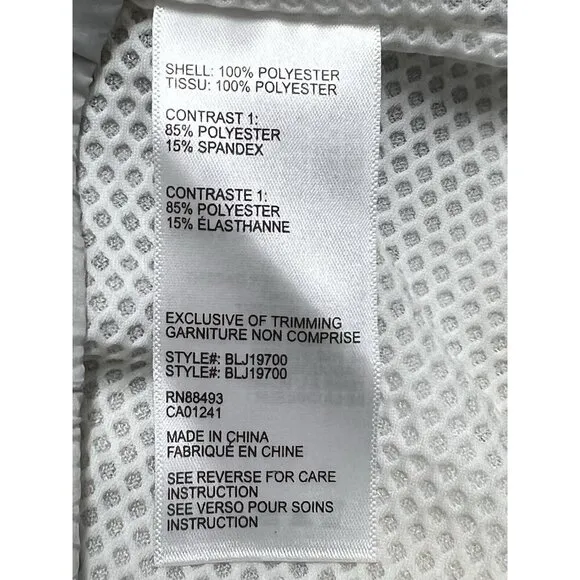 SHELL: 100% POLYESTER
TISSU: 100% POLYESTER
CONTRAST 1:
85% POLYESTER
15% SPANDEX
CONTRASTE 1:
85% POLYESTER
15% ÉLASTHANNE
EXCLUSIVE OF TRIMMING
GARNITURE NON COMPRISE
STYLE#: BLJ19700
STYLE#: BLJ19700
RN88493
CA01241
MADE IN CHINA
FABRIQUÉ EN CHINE
SEE REVERSE FOR CARE
INSTRUCTION
SEE VERSO POUR SOINS
INSTRUCTION